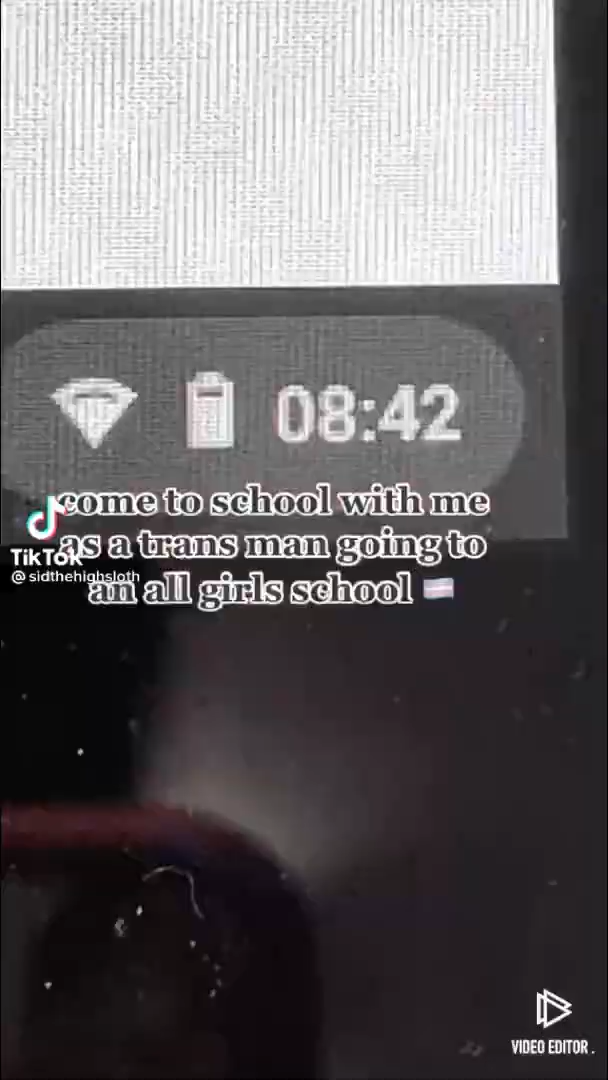 08:42
come to school with me
as a trans man going to
an all girls school
TikTok
@sidthehighsloth
VIDEO EDITOR.